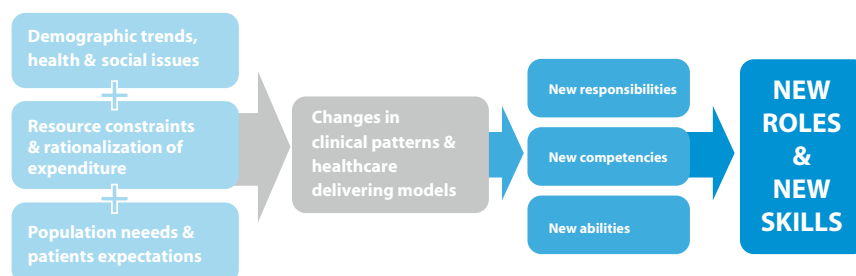 Demographic trends,
health & social issues
+
Resource constraints
& rationalization of
expenditure
+
Population neeeds &
patients expectations
Changes in
clinical patterns &
healthcare
delivering models
New responsibilities
New competencies
New abilities
NEW
ROLES
&
NEW
SKILLS